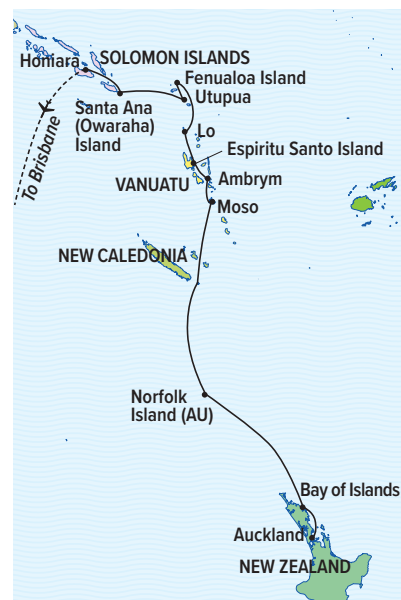 Honiara
SOLOMON ISLANDS
Fenualoa Island
Utupua
Santa Ana
(Owaraha)
Island
To Brisbane
Lo
Espiritu Santo Island
VANUATU
Ambrym
Moso
NEW CALEDONIA
Norfolk
Island (AU)
Bay of Islands
Auckland
NEW ZEALAND